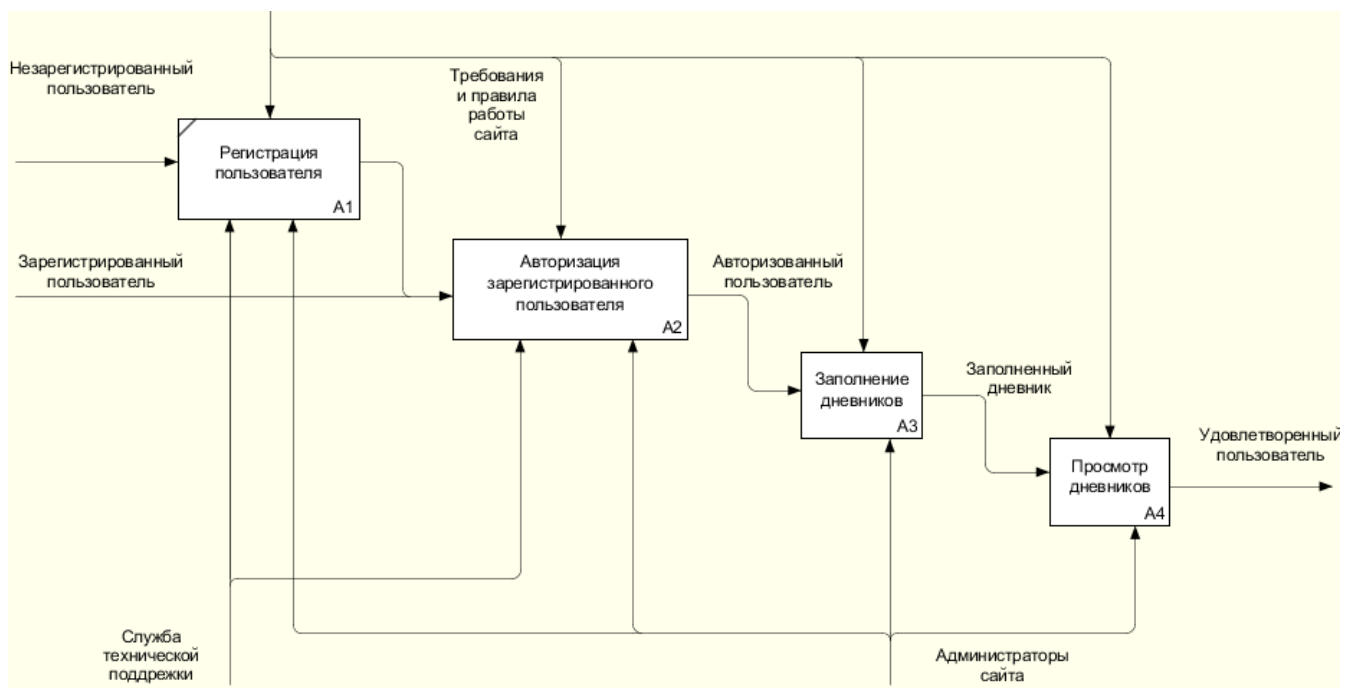 Незарегистрированный
пользователь
Требования
и правила
работы
сайта
Регистрация
пользователя
A1
Зарегистрированный
пользователь
Авторизация
зарегистрированного
пользователя
A2
Авторизованный
пользователь
Заполнение
дневников
A3
Заполненный
дневник
Просмотр
дневников
A4
Удовлетворенный
пользователь
Служба
технической
поддрежки
Администраторы
сайта